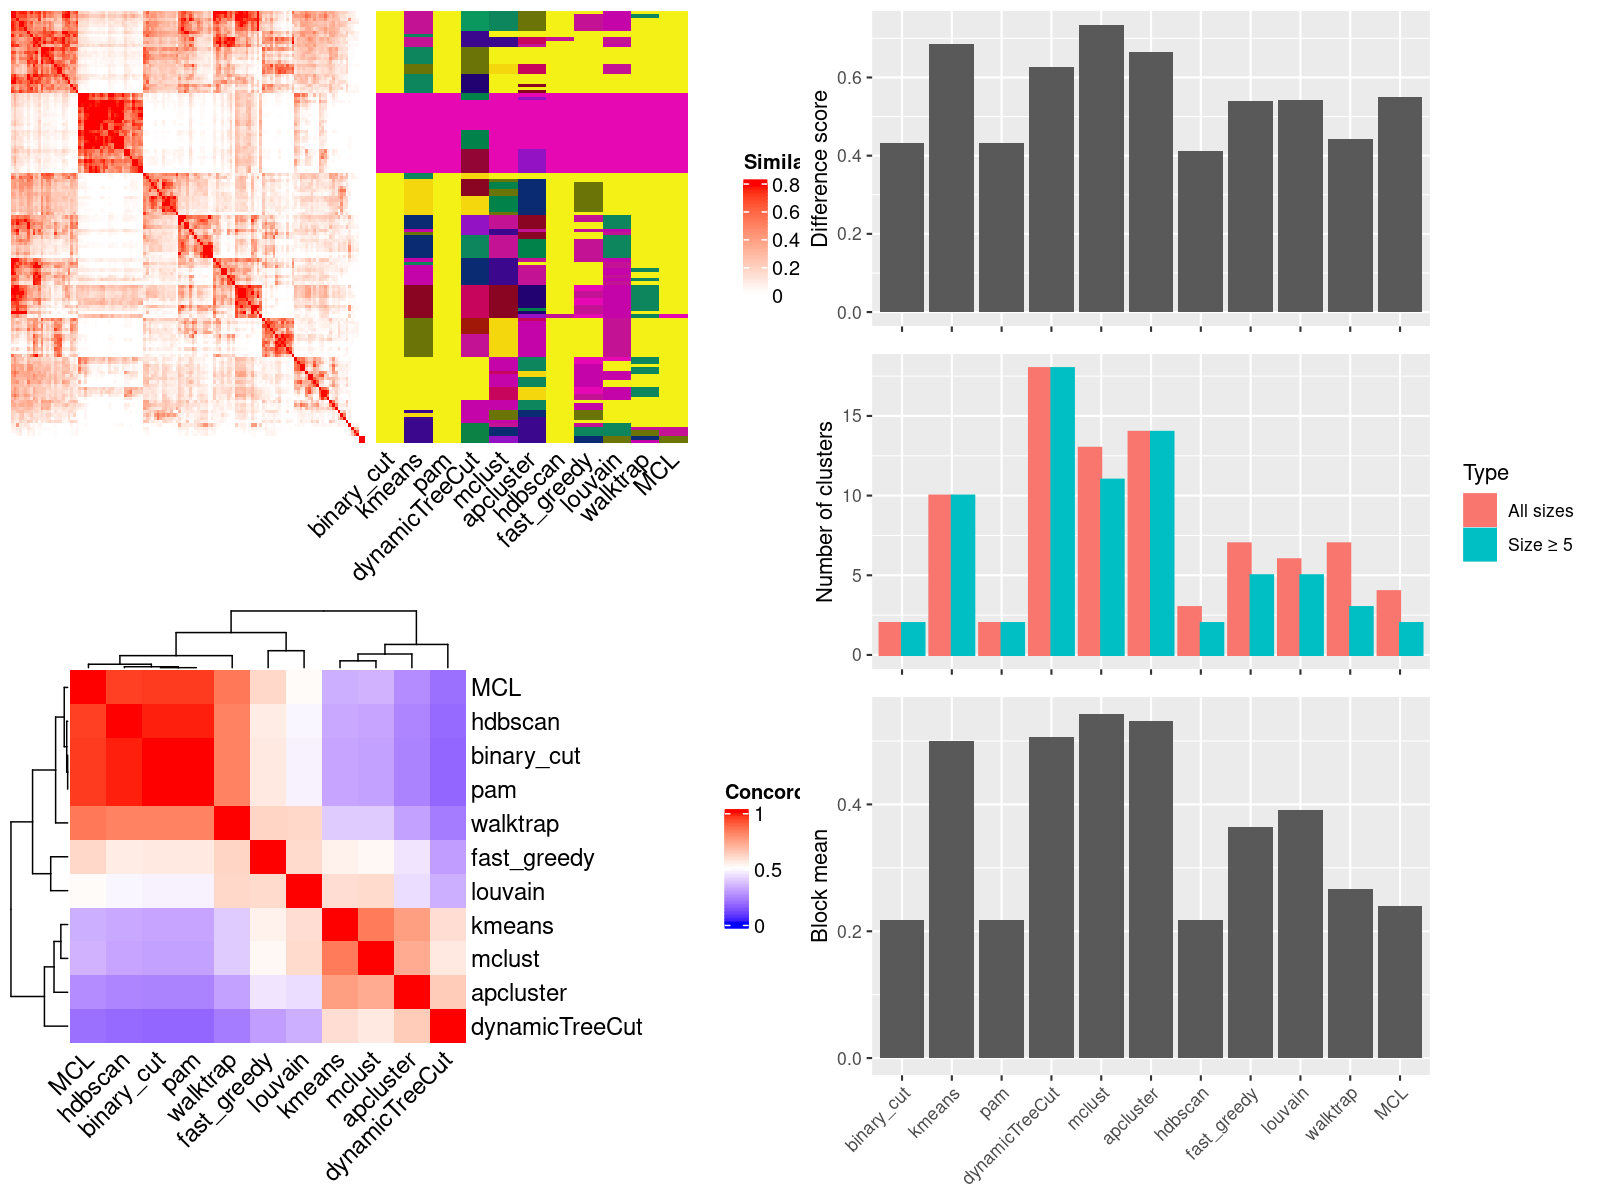 Simila
0.8
0.6
0.4
0.2
0
binary_cut
kmeans
pam
dynamicTreeCut
mclust
apcluster
hdbscan
fast_greedy
louvain
walktrap
MCL
MCL
hdbscan
binary_cut
pam
walktrap
fast_greedy
louvain
kmeans
mclust
apcluster
dynamicTreeCut
MCL
hdbscan
binary_cut
pam
walktrap
fast_greedy
louvain
kmeans
mclust
apcluster
dynamicTreeCut
Concord
1
0.5
0
Difference score
0.6
0.4
0.2
0.0
Number of clusters
15
10
5
0
Type
All sizes
Size ≥ 5
Block mean
0.4
0.2
0.0
binary_cut
kmeans
pam
dynamicTreeCut
mclust
apcluster
hdbscan
fast_greedy
louvain
walktrap
MCL